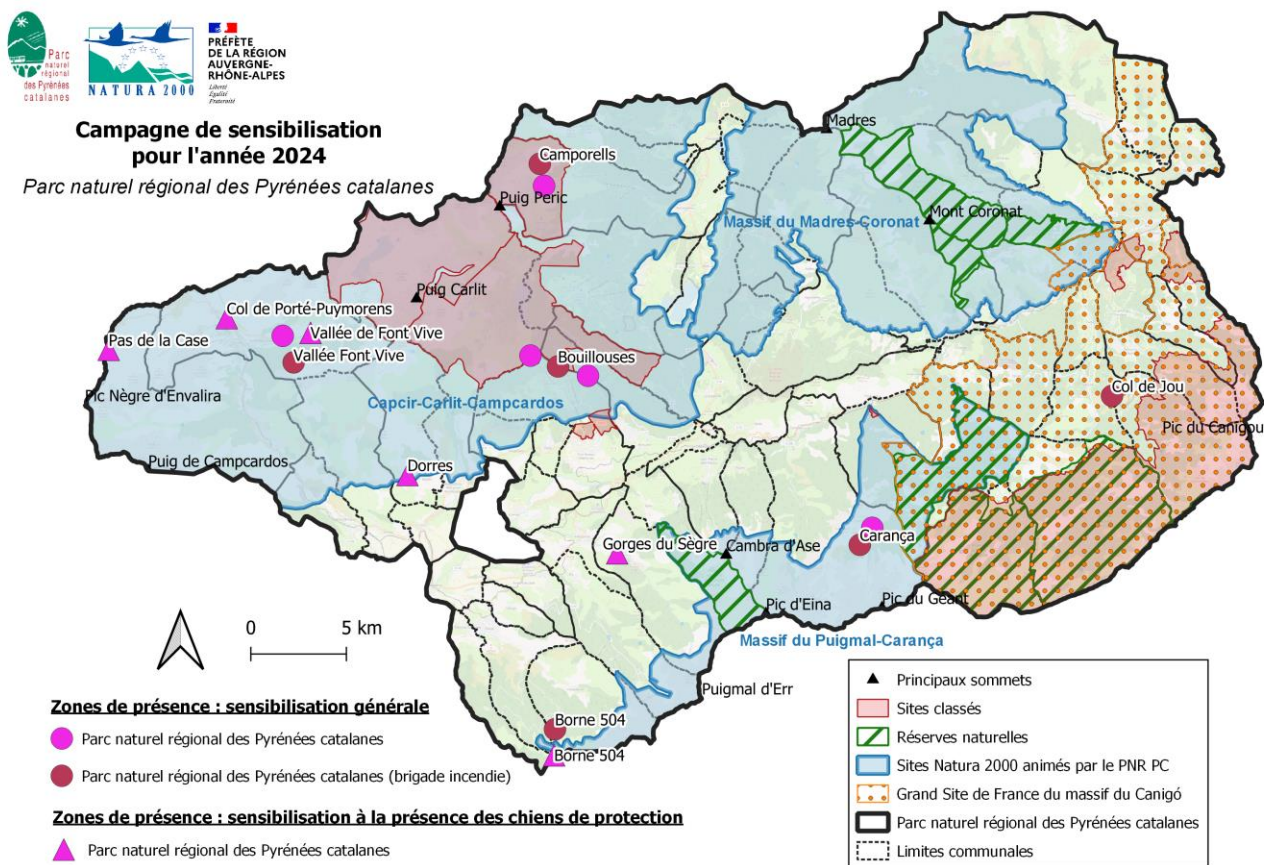 Parc
naturel
régional
des Pyrénées
catalanes
NATURA 2000
PRÉFÈTE
DE LA RÉGION
AUVERGNE-
RHÔNE-ALPES
Liberté
Égalité
Fraternité
Campagne de sensibilisation
pour l'année 2024
Parc naturel régional des Pyrénées catalanes
Camporells
Puig Peric
Madres
Mont Coronat
Massif du Madres-Coronat
Puig Carlit
Col de Porté-Puymorens
Vallée de Font Vive
Pas de la Case
Vallée Font Vive
Bouillouses
Pic Nègre d'Envalira
Capcir-Carlit-Campcardos
Col de Jou
Pic du Canigou
Puig de Campcardos
Dorres
Gorges du Sègre
Cambra d'Ase
Carança
Pic d'Eina
Pic du Géant
Massif du Puigmal-Carança
Puigmal d'Err
Borne 504
Borne 504
0 5 km
Zones de présence : sensibilisation générale
Parc naturel régional des Pyrénées catalanes
Parc naturel régional des Pyrénées catalanes (brigade incendie)
Zones de présence : sensibilisation à la présence des chiens de protection
Parc naturel régional des Pyrénées catalanes
Principaux sommets
Sites classés
Réserves naturelles
Sites Natura 2000 animés par le PNR PC
Grand Site de France du massif du Canigó
Parc naturel régional des Pyrénées catalanes
Limites communales